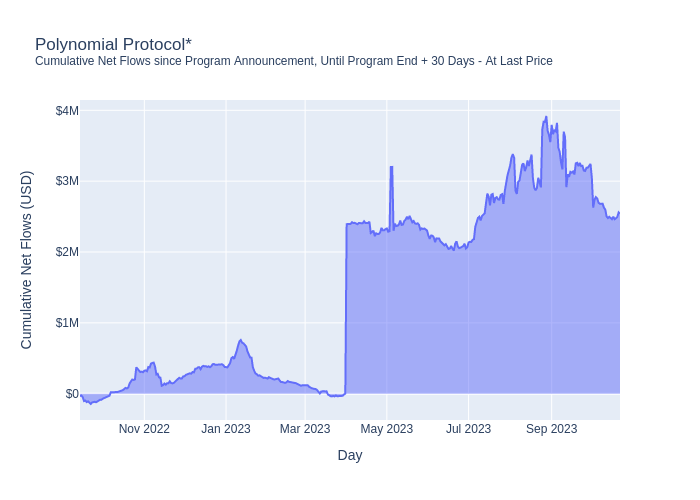 Polynomial Protocol*
Cumulative Net Flows since Program Announcement, Until Program End + 30 Days - At Last Price
Cumulative Net Flows (USD)
$4M
$3M
$2M
$1M
$0
Nov 2022 Jan 2023 Mar 2023 May 2023 Jul 2023 Sep 2023
Day